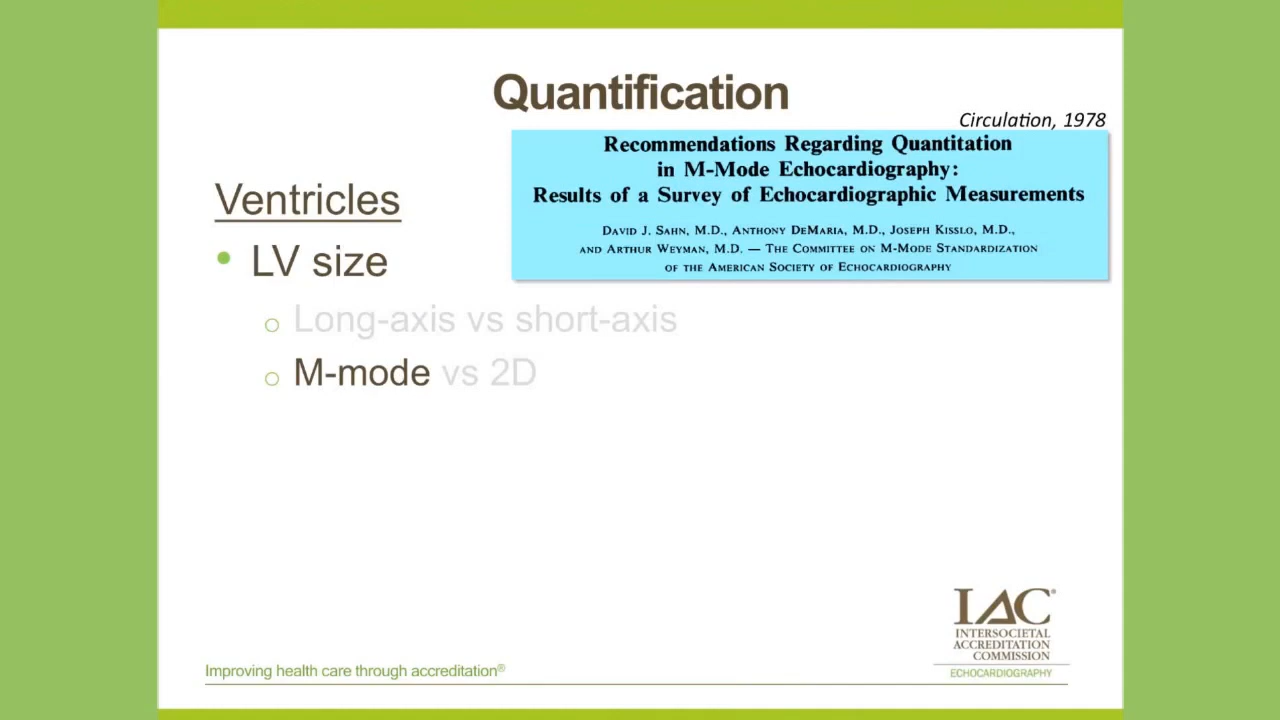 Quantification
Circulation, 1978
Recommendations Regarding Quantitation
in M-Mode Echocardiography:
Results of a Survey of Echocardiographic Measurements
DAVID J. SAHN, M.D., ANTHONY DEMARIA, M.D., JOSEPH KISSLO, M.D.,
AND ARTHUR WEYMAN, M.D. — THE COMMITTEE ON M-MODE STANDARDIZATION
OF THE AMERICAN SOCIETY OF ECHOCARDIOGRAPHY
Ventricles
• LV size
o Long-axis vs short-axis
o M-mode vs 2D
IAC®
INTERSOCIETAL
ACCREDITATION
COMMISSION
ECHOCARDIOGRAPHY
Improving health care through accreditation®